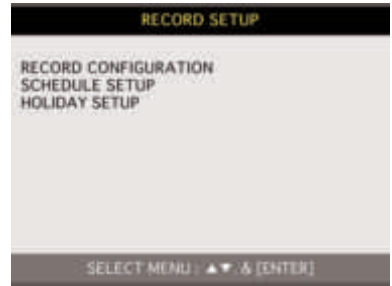 RECORD SETUP
RECORD CONFIGURATION
SCHEDULE SETUP
HOLIDAY SETUP
SELECT MENU : ▲▼ & [ENTER]